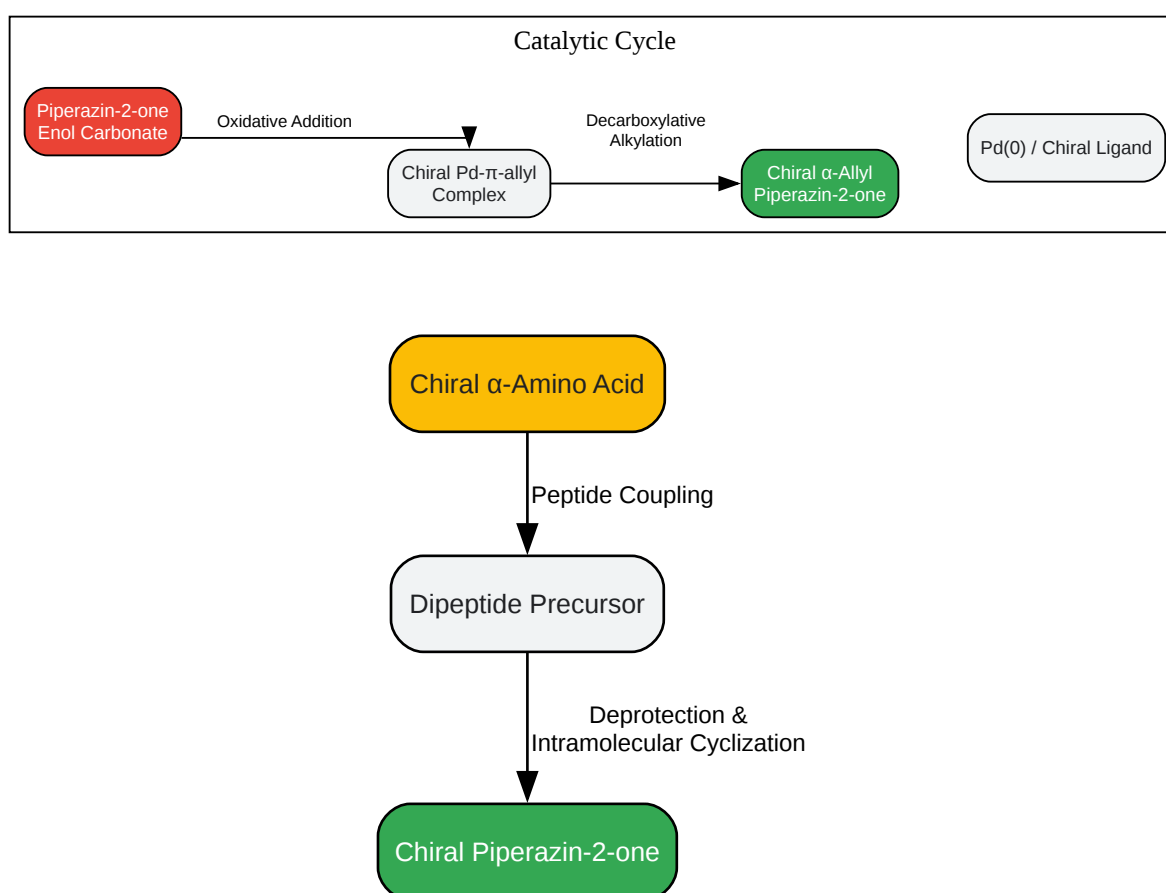 Catalytic Cycle
Piperazin-2-one
Enol Carbonate
Oxidative Addition
Chiral Pd-π-allyl
Complex
Decarboxylative
Alkylation
Chiral α-Allyl
Piperazin-2-one
Pd(0) / Chiral Ligand
Chiral α-Amino Acid
Peptide Coupling
Dipeptide Precursor
Deprotection &
Intramolecular Cyclization
Chiral Piperazin-2-one